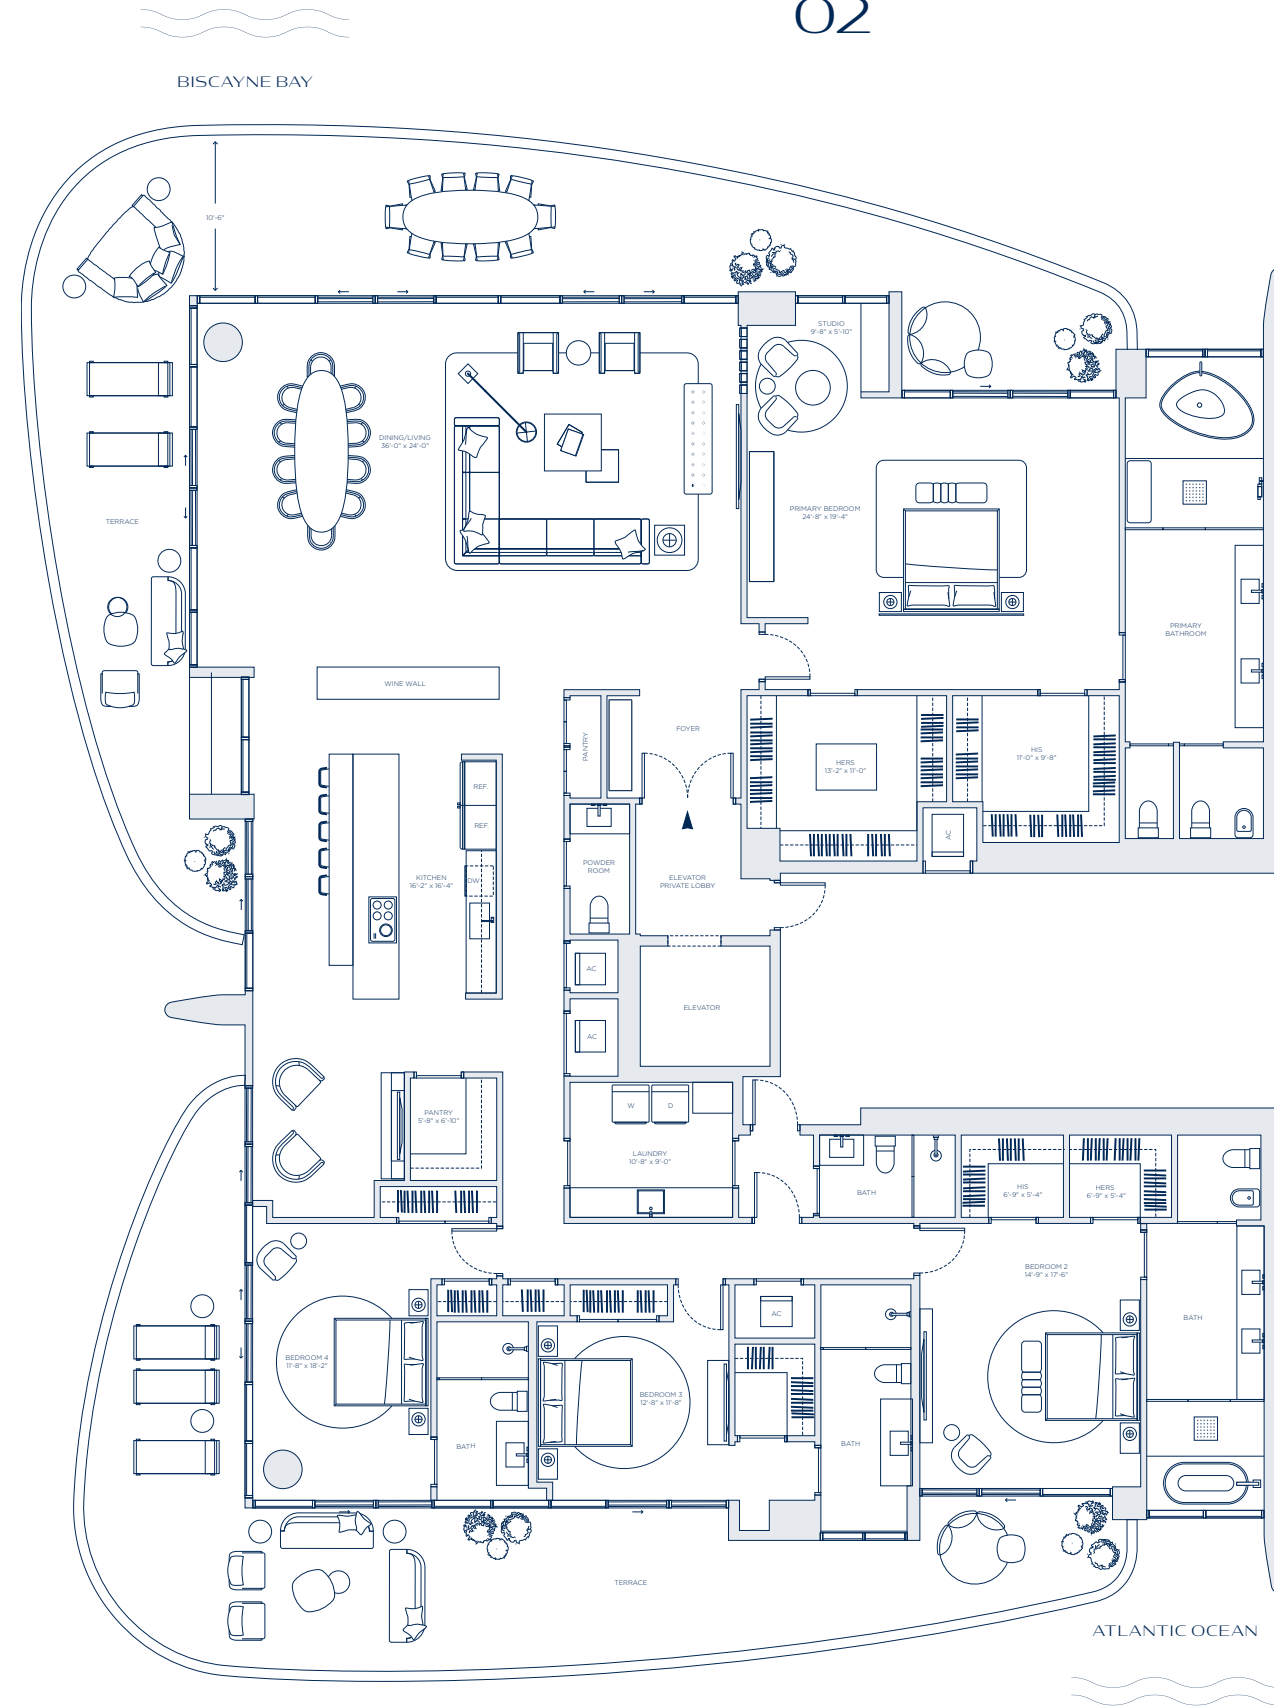 02
BISCAYNE BAY
10'-6"
STUDIO
9'-8" x 5'-10"
DINING/LIVING
36'-0" x 24'-0"
TERRACE
PRIMARY BEDROOM
24'-8" x 19'-4"
PRIMARY
BATHROOM
WINE WALL
FOYER
PANTRY
HERS
13'-2" x 11'-0"
HIS
11'-0" x 9'-8"
REF.
REF.
AC
POWDER
ROOM
KITCHEN
16'-2" x 16'-4"
DW
ELEVATOR
PRIVATE LOBBY
AC
ELEVATOR
AC
PANTRY
5'-8" x 6'-10"
W
D
LAUNDRY
10'-8" x 9'-0"
BATH
HIS
6'-9" x 5'-4"
HERS
6'-9" x 5'-4"
BEDROOM 2
14'-9" x 17'-6"
AC
BATH
BEDROOM 4
11'-8" x 18'-2"
BEDROOM 3
12'-8" x 11'-8"
BATH
BATH
TERRACE
ATLANTIC OCEAN